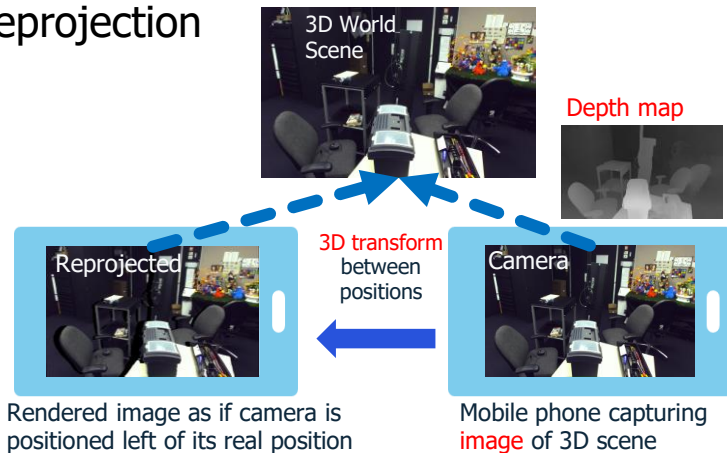 eprojection
3D World
Scene
Depth map
Reprojected
3D transform
between
positions
Camera
Rendered image as if camera is
positioned left of its real position
Mobile phone capturing
image of 3D scene